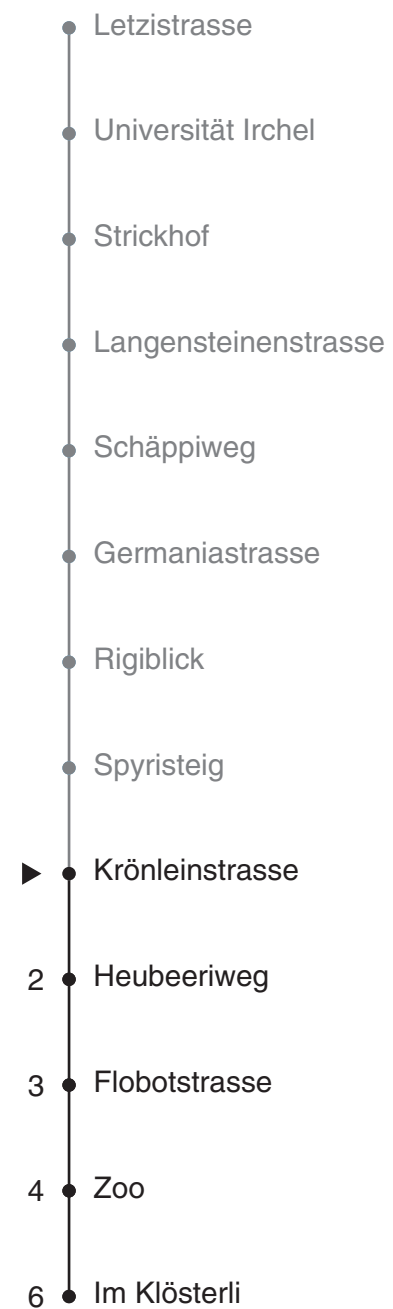 Letzistrasse
Universität Irchel
Strickhof
Langensteinenstrasse
Schäppiweg
Germaniastrasse
Rigiblick
Spyristeig
Krönleinstrasse
2 Heubeeriweg
3 Flobotstrasse
4 Zoo
6 Im Klösterli